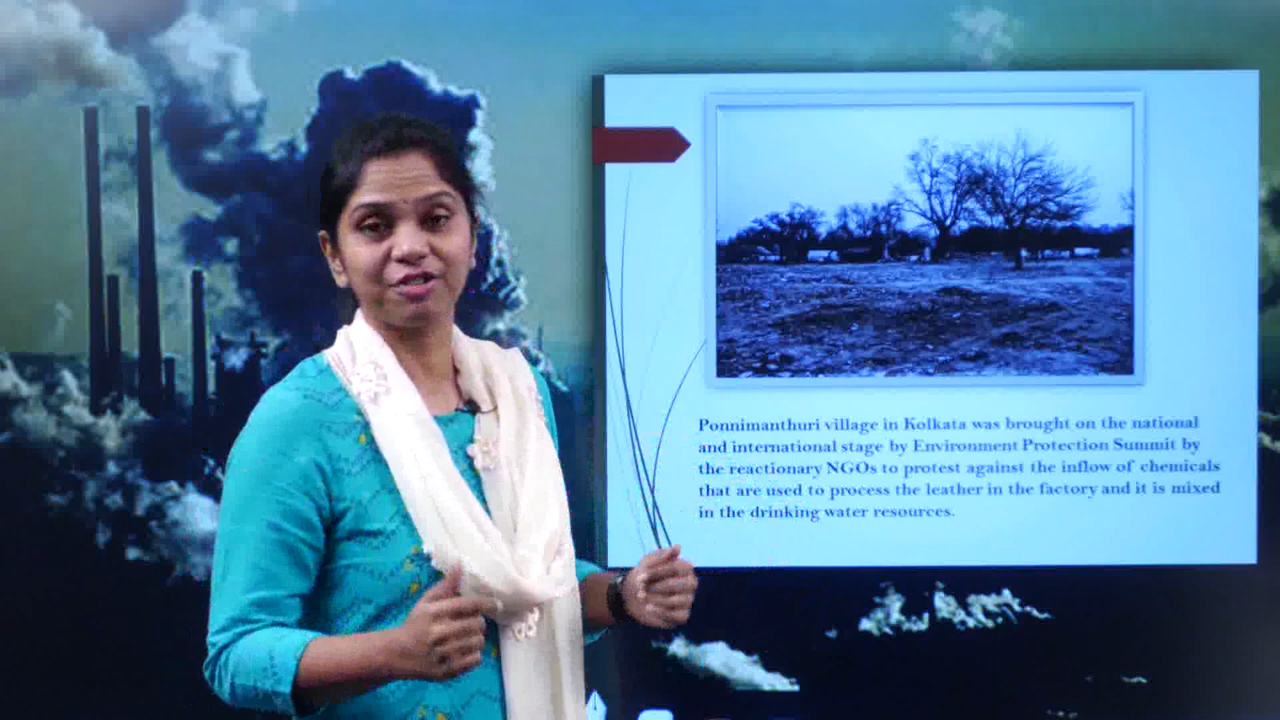 Ponnimanthuri village in Kolkata was brought on the national
and international stage by Environment Protection Summit by
the reactionary NGOs to protest against the inflow of chemicals
that are used to process the leather in the factory and it is mixed
in the drinking water resources.